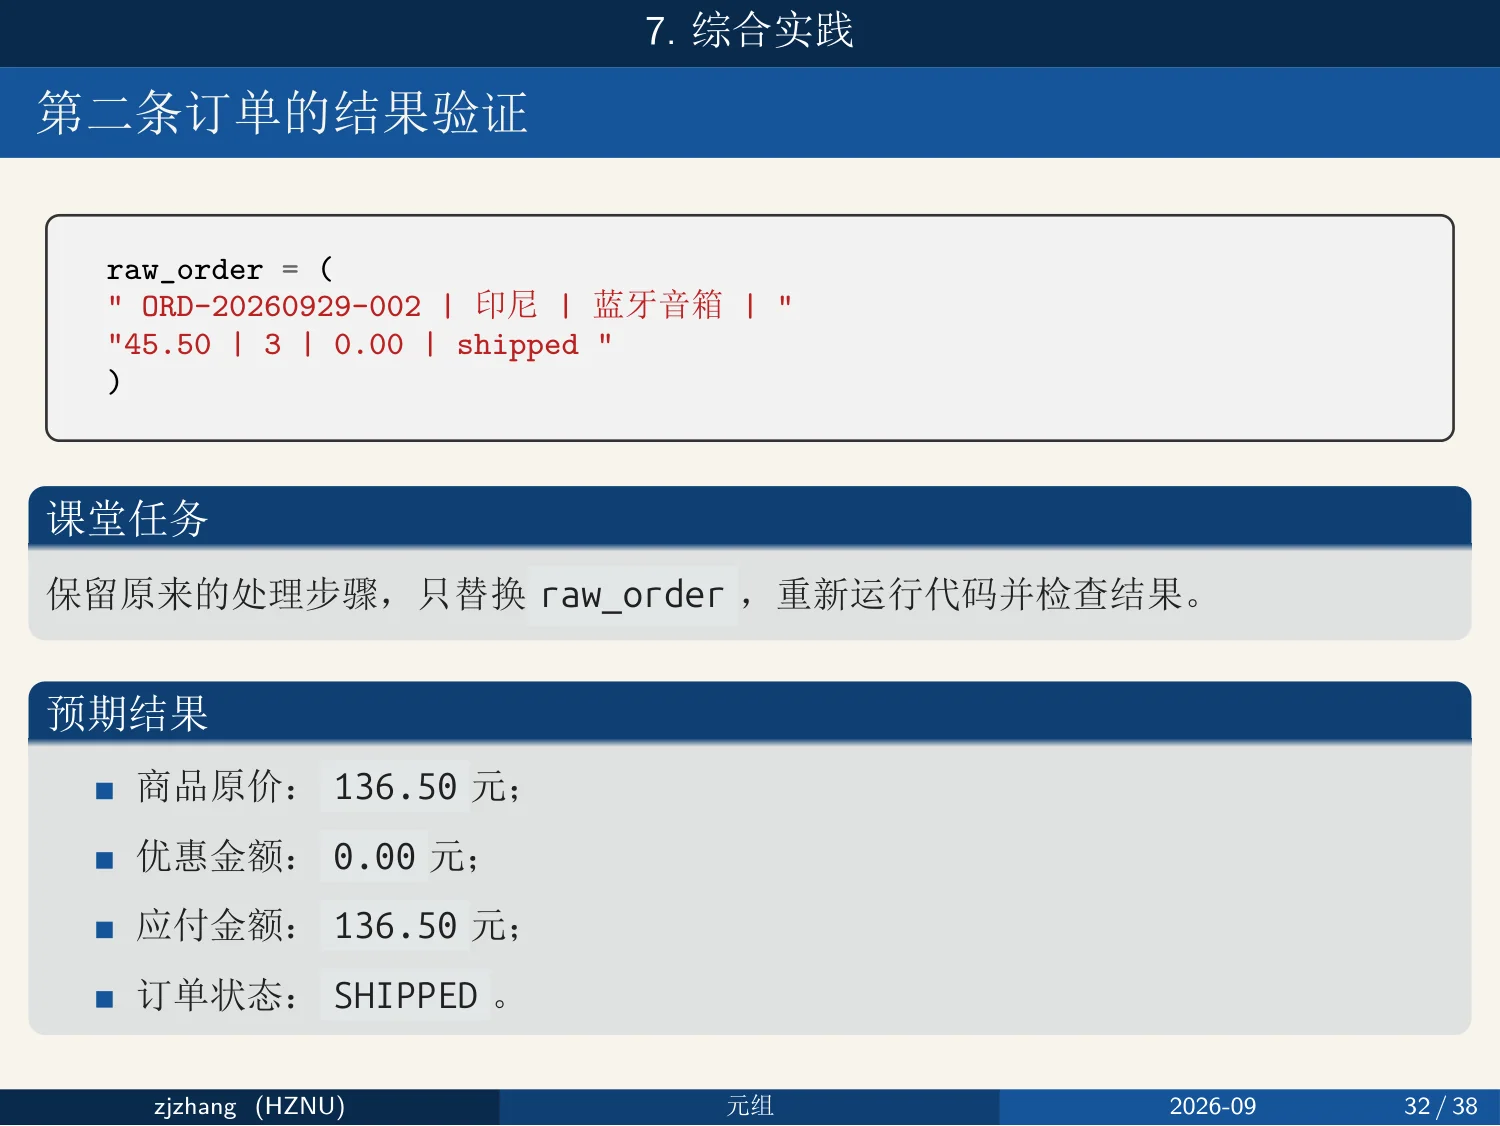 7. 综合实践
第二条订单的结果验证
raw_order = (
" ORD-20260929-002 | 印尼 | 蓝牙音箱 | "
"45.50 | 3 | 0.00 | shipped "
)
课堂任务
保留原来的处理步骤，只替换 raw_order ，重新运行代码并检查结果。
预期结果
商品原价： 136.50 元；
优惠金额： 0.00 元；
应付金额： 136.50 元；
订单状态： SHIPPED 。
zjzhang (HZNU) 元组 2026-09 32 / 38